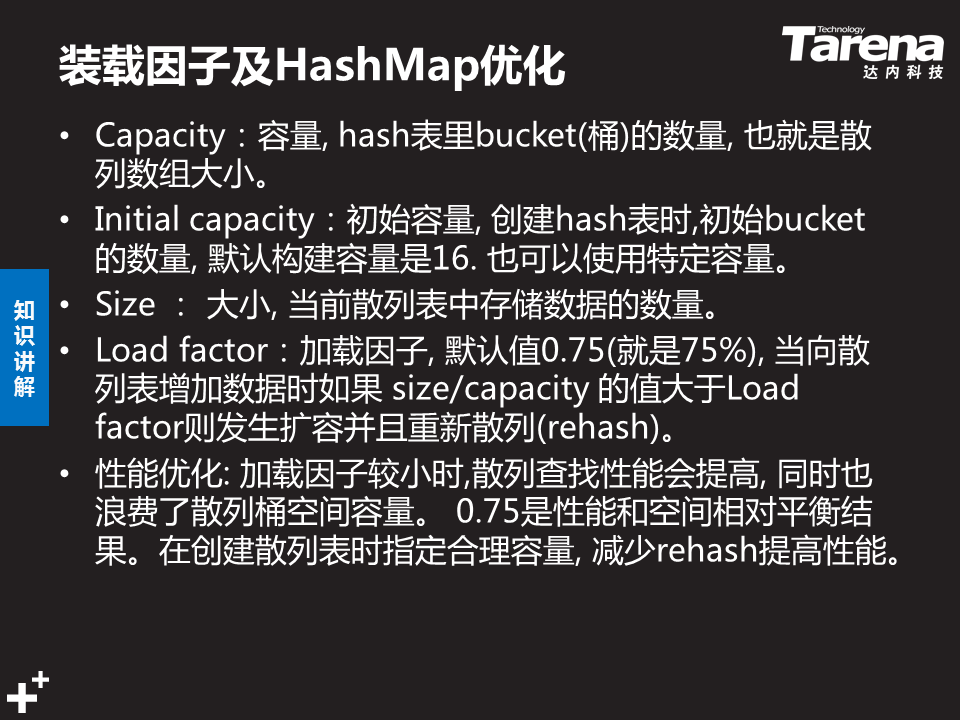 装载因子及HashMap优化
Technology
Tarena
达内科技
• Capacity：容量, hash表里bucket(桶)的数量, 也就是散
列数组大小。
• Initial capacity：初始容量, 创建hash表时,初始bucket
的数量, 默认构建容量是16. 也可以使用特定容量。
• Size ： 大小, 当前散列表中存储数据的数量。
• Load factor：加载因子, 默认值0.75(就是75%), 当向散
列表增加数据时如果 size/capacity 的值大于Load
factor则发生扩容并且重新散列(rehash)。
• 性能优化: 加载因子较小时,散列查找性能会提高, 同时也
浪费了散列桶空间容量。 0.75是性能和空间相对平衡结
果。在创建散列表时指定合理容量, 减少rehash提高性能。
知
识
讲
解